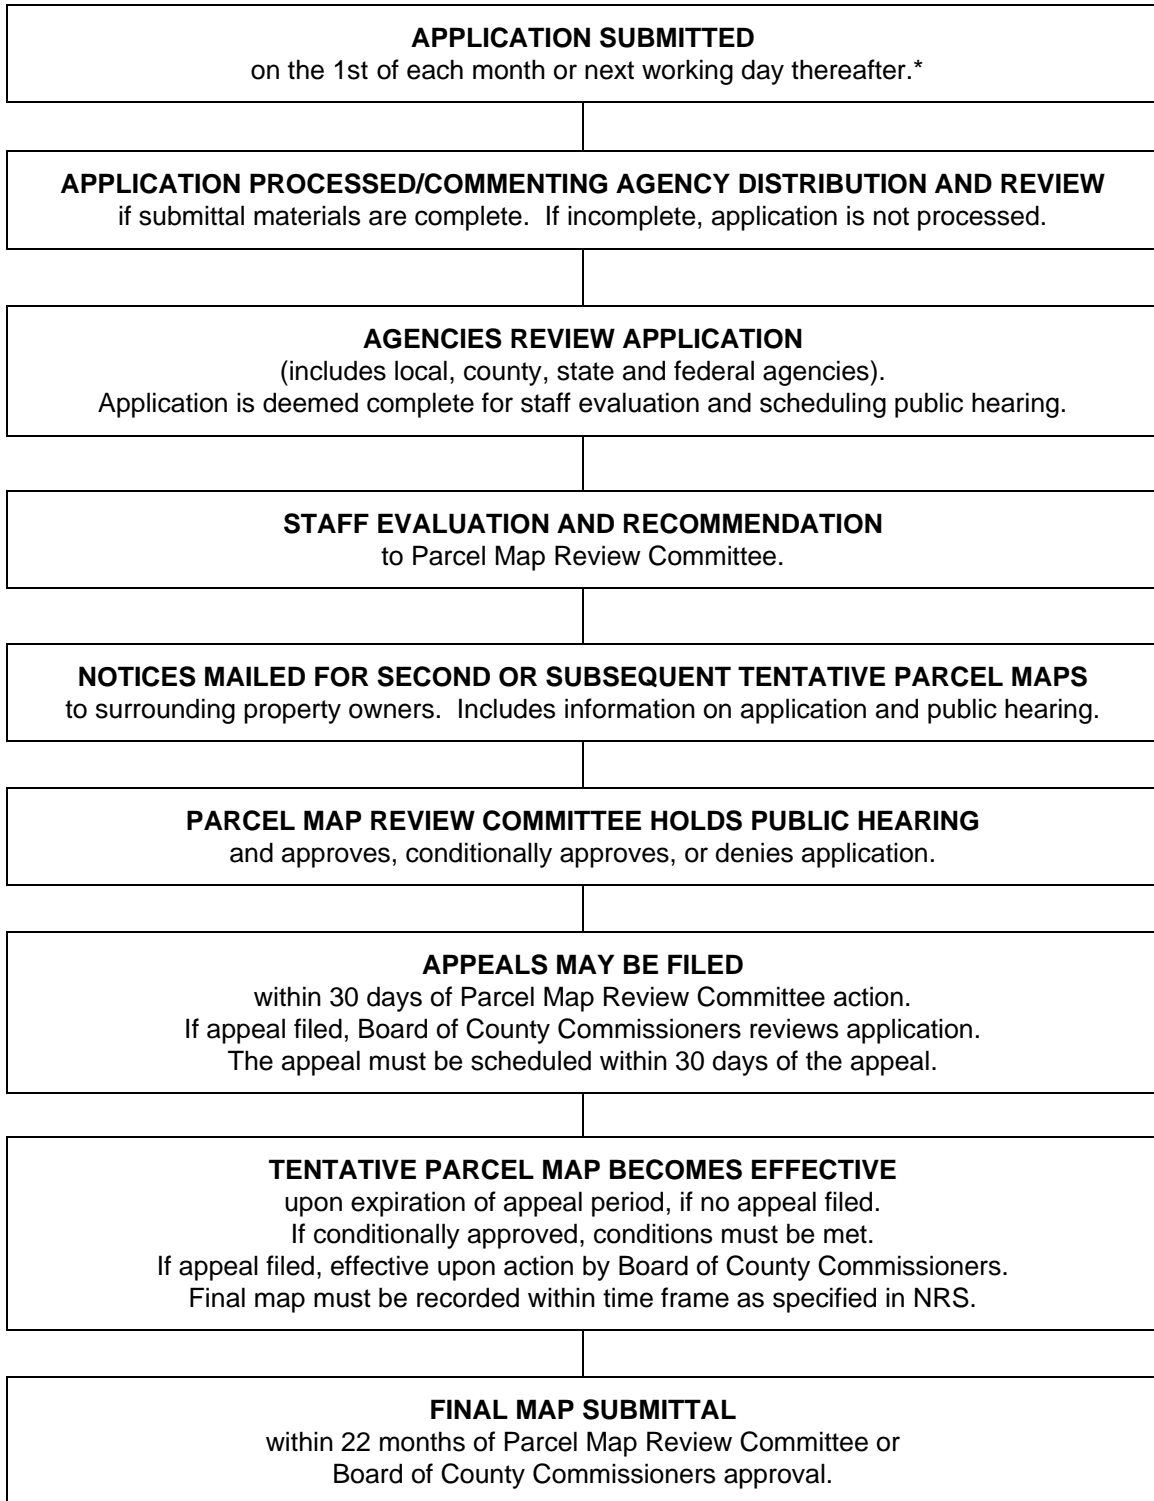 APPLICATION SUBMITTED
on the 1st of each month or next working day thereafter.*
APPLICATION PROCESSED/COMMENTING AGENCY DISTRIBUTION AND REVIEW
if submittal materials are complete.  If incomplete, application is not processed.
AGENCIES REVIEW APPLICATION
(includes local, county, state and federal agencies).
Application is deemed complete for staff evaluation and scheduling public hearing.
STAFF EVALUATION AND RECOMMENDATION
to Parcel Map Review Committee.
NOTICES MAILED FOR SECOND OR SUBSEQUENT TENTATIVE PARCEL MAPS
to surrounding property owners.  Includes information on application and public hearing.
PARCEL MAP REVIEW COMMITTEE HOLDS PUBLIC HEARING
and approves, conditionally approves, or denies application.
APPEALS MAY BE FILED
within 30 days of Parcel Map Review Committee action.
If appeal filed, Board of County Commissioners reviews application.
The appeal must be scheduled within 30 days of the appeal.
TENTATIVE PARCEL MAP BECOMES EFFECTIVE
upon expiration of appeal period, if no appeal filed.
If conditionally approved, conditions must be met.
If appeal filed, effective upon action by Board of County Commissioners.
Final map must be recorded within time frame as specified in NRS.
FINAL MAP SUBMITTAL
within 22 months of Parcel Map Review Committee or
Board of County Commissioners approval.